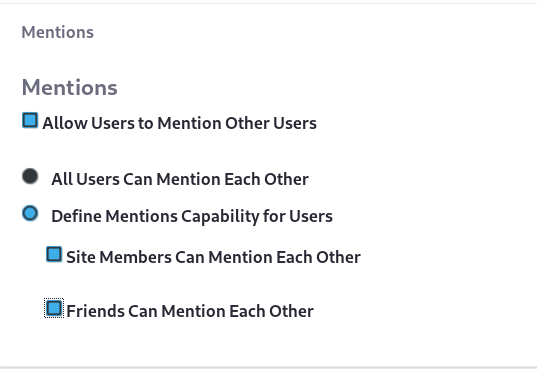 Mentions
Mentions
Allow Users to Mention Other Users
All Users Can Mention Each Other
Define Mentions Capability for Users
Site Members Can Mention Each Other
Friends Can Mention Each Other